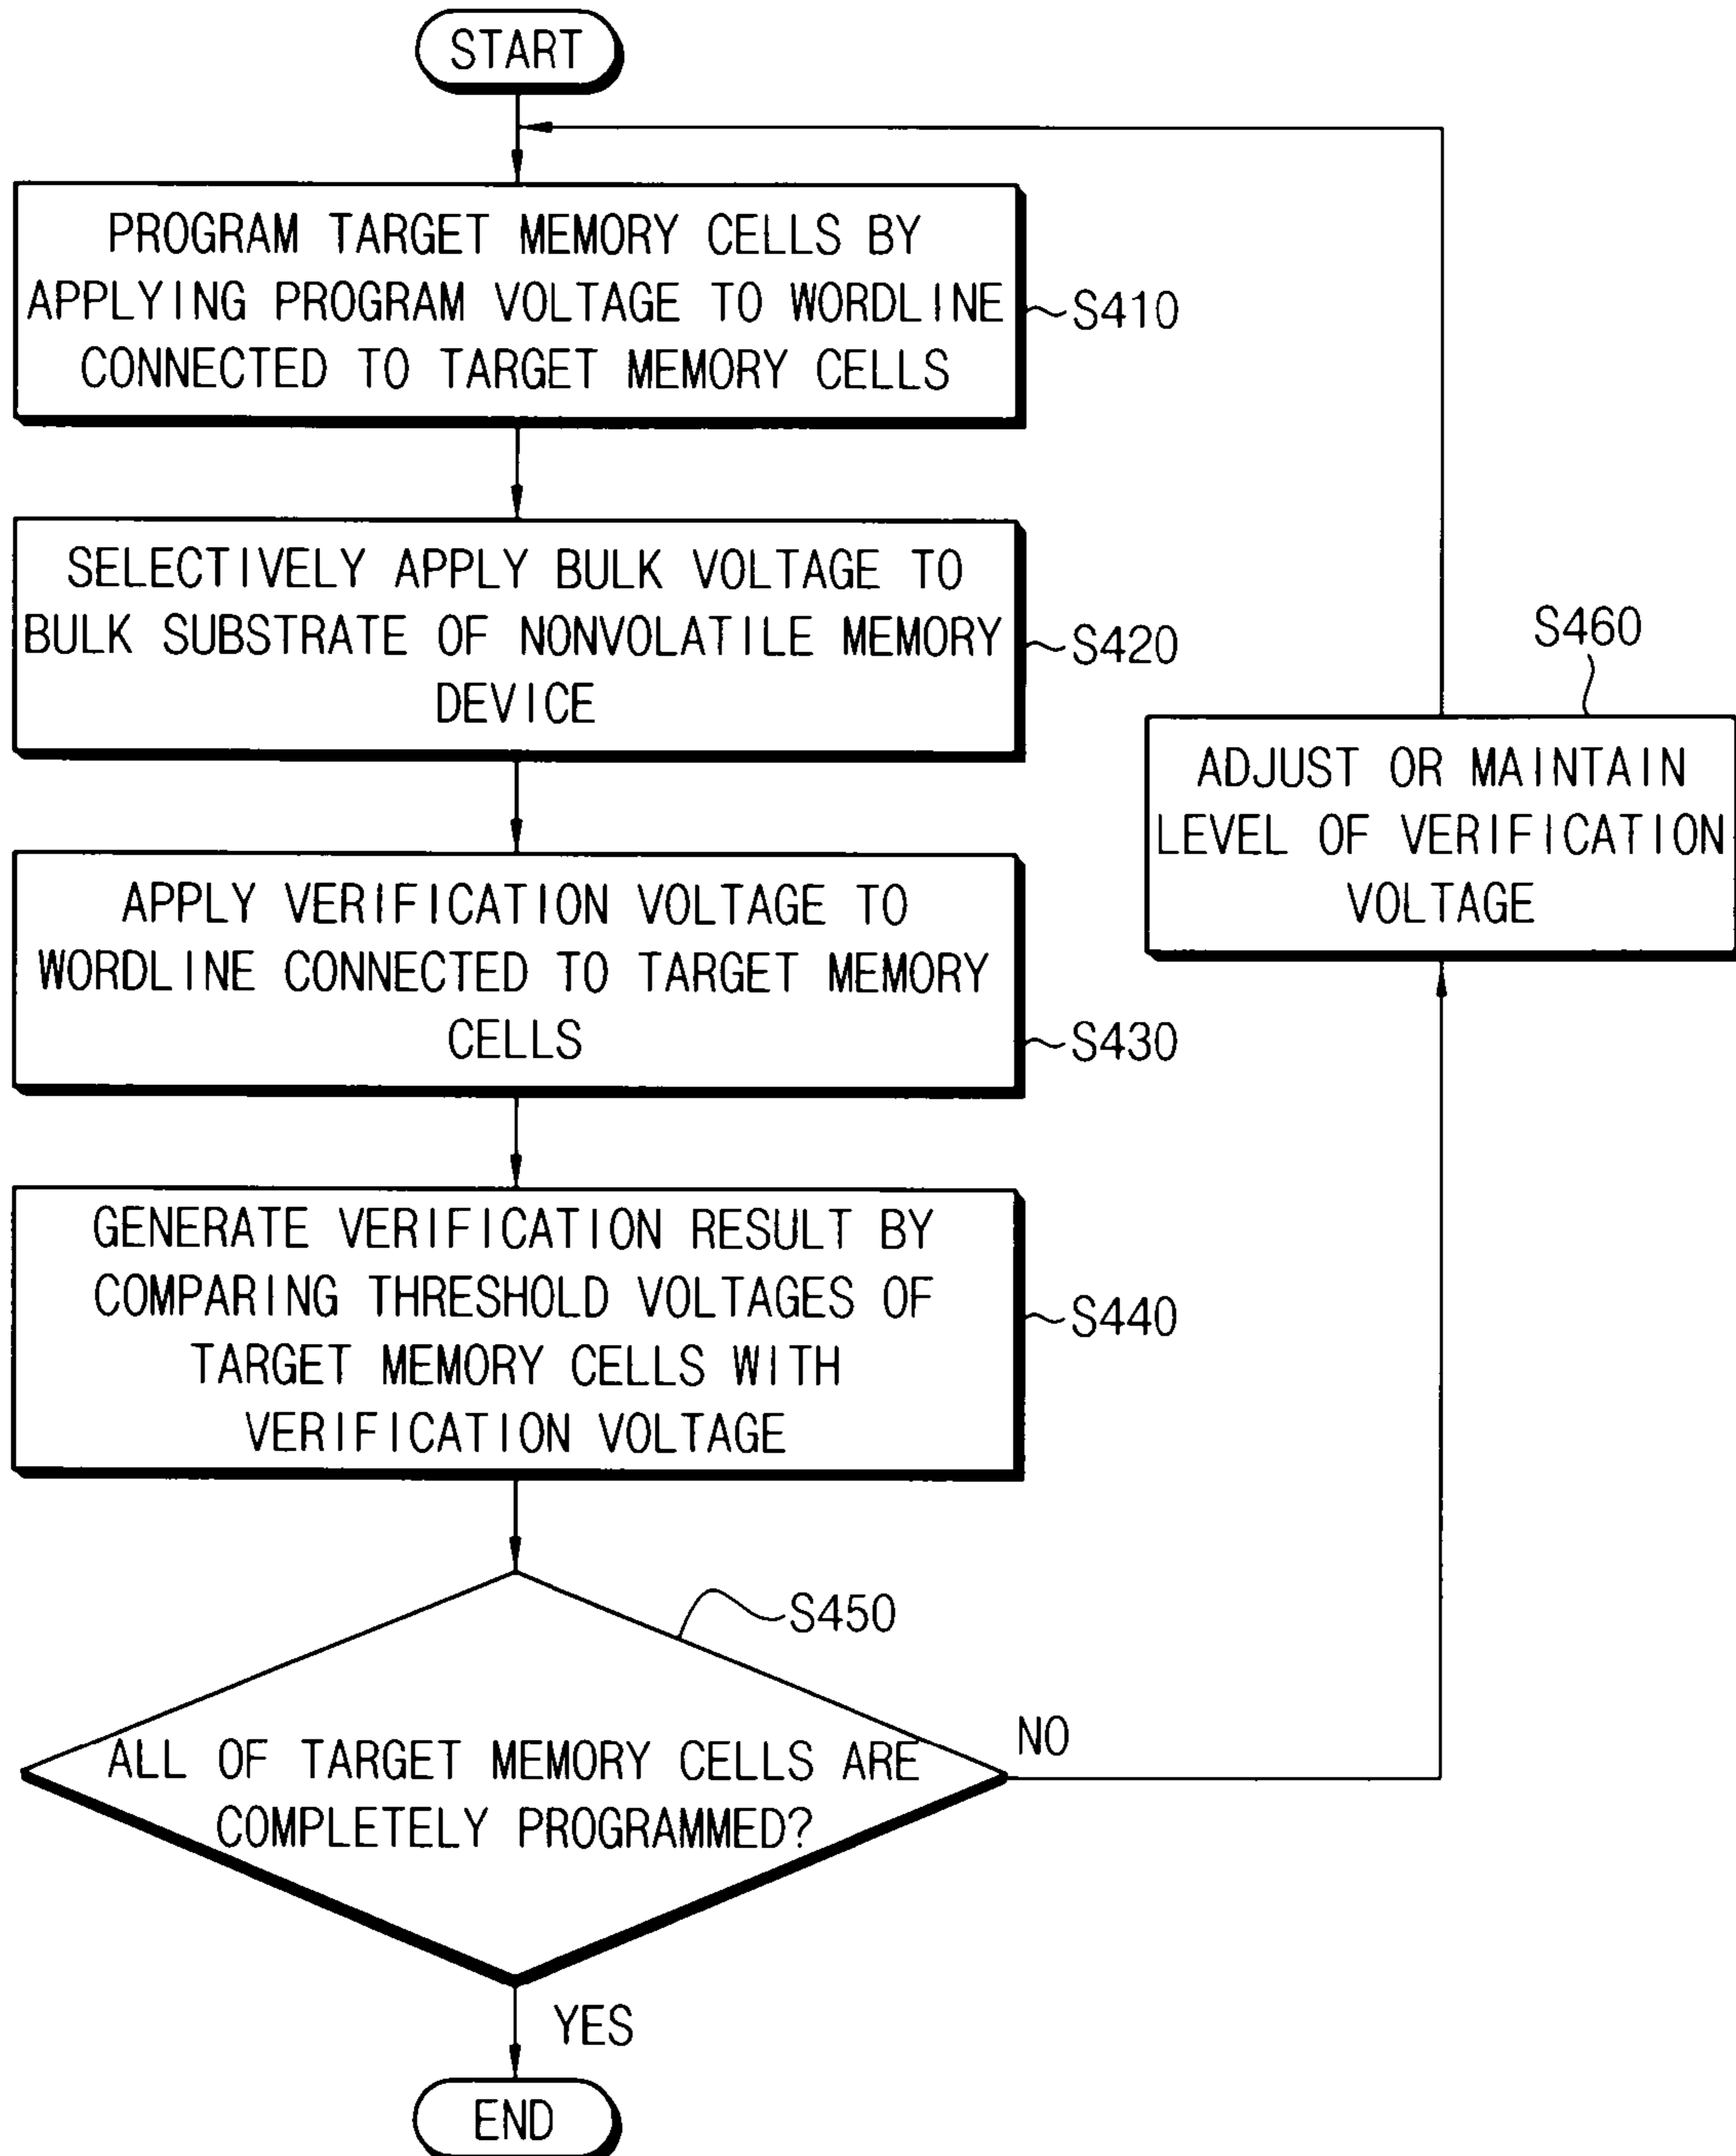 START
PROGRAM TARGET MEMORY CELLS BY
APPLYING PROGRAM VOLTAGE TO WORDLINE
CONNECTED TO TARGET MEMORY CELLS
S410
SELECTIVELY APPLY BULK VOLTAGE TO
BULK SUBSTRATE OF NONVOLATILE MEMORY
DEVICE
S420
S460
ADJUST OR MAINTAIN
LEVEL OF VERIFICATION
VOLTAGE
APPLY VERIFICATION VOLTAGE TO
WORDLINE CONNECTED TO TARGET MEMORY
CELLS
S430
GENERATE VERIFICATION RESULT BY
COMPARING THRESHOLD VOLTAGES OF
TARGET MEMORY CELLS WITH
VERIFICATION VOLTAGE
S440
S450
ALL OF TARGET MEMORY CELLS ARE
COMPLETELY PROGRAMMED?
NO
YES
END